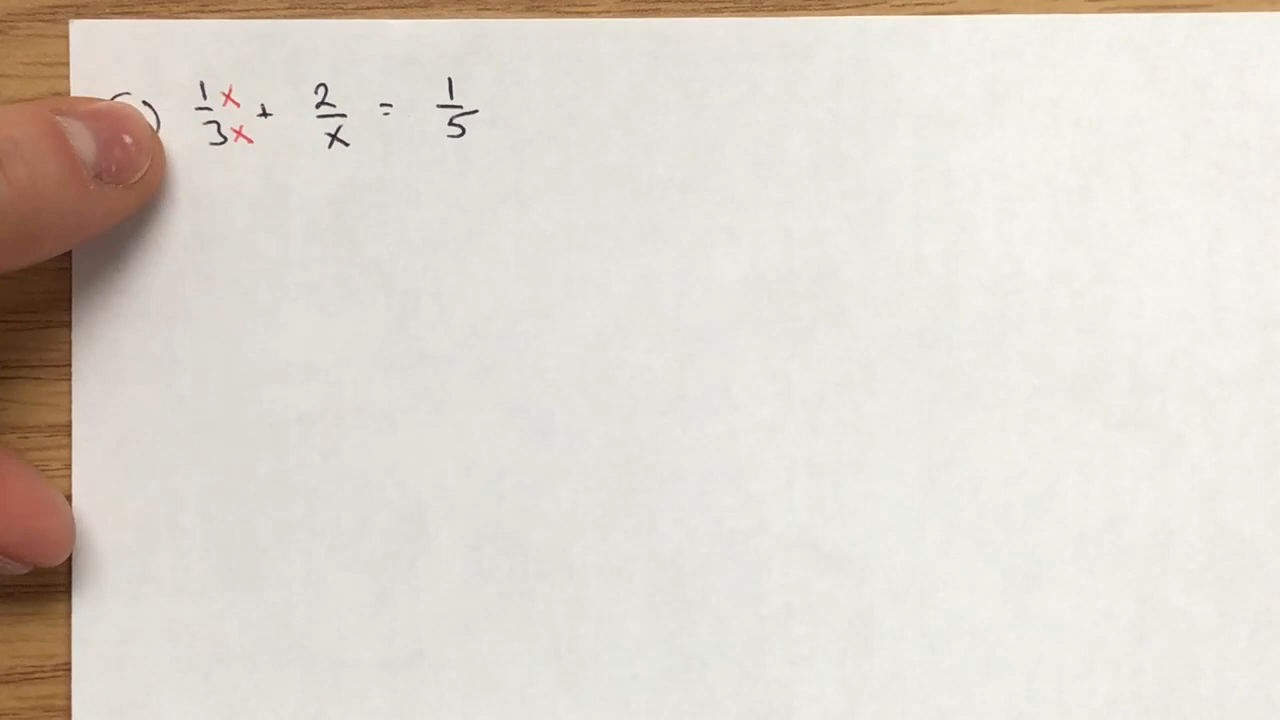 ) 1x/3x + 2/x = 1/5